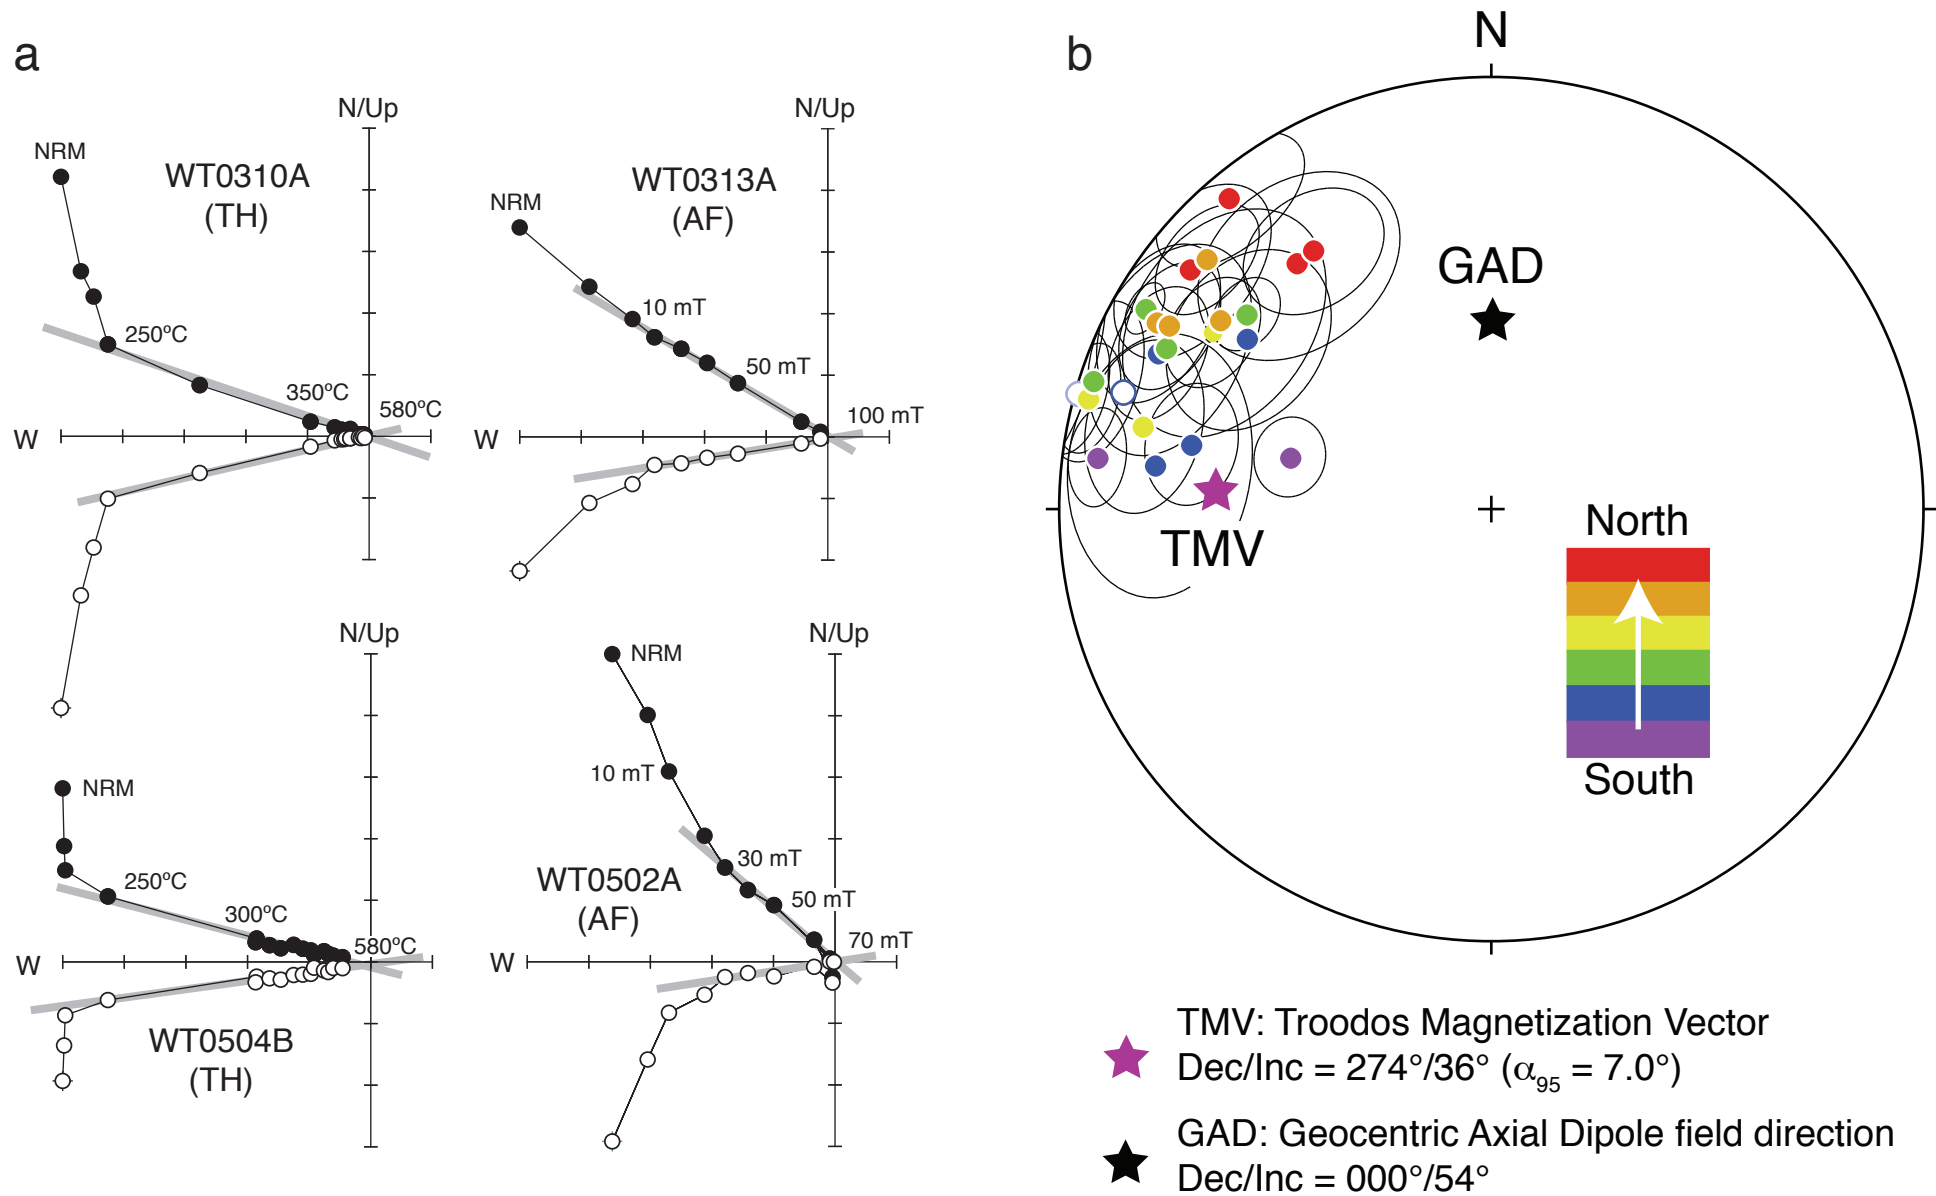 a
N/Up
NRM
WT0310A
(TH)
250ºC
350ºC
580ºC
W
N/Up
WT0313A
(AF)
NRM
10 mT
50 mT
100 mT
W
N/Up
NRM
250ºC
300ºC
580ºC
W
WT0504B
(TH)
N/Up
NRM
10 mT
30 mT
WT0502A
(AF)
50 mT
70 mT
W
b
N
GAD
TMV
North
South
TMV: Troodos Magnetization Vector
Dec/Inc = 274°/36° (α95 = 7.0°)
GAD: Geocentric Axial Dipole field direction
Dec/Inc = 000°/54°